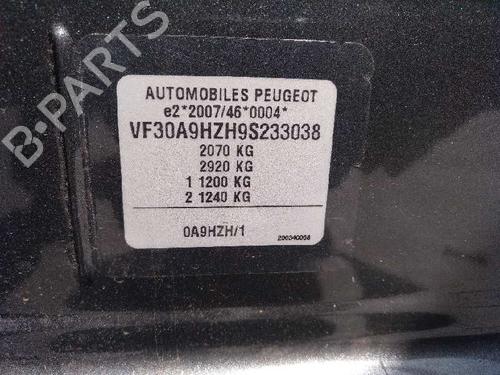 B-PARTS
AUTOMOBILES PEUGEOT
e2*2007/46*0004*
VF30A9HZH9S233038
2070 KG
2920 KG
1 1200 KG
2 1240 KG
0A9HZH/1